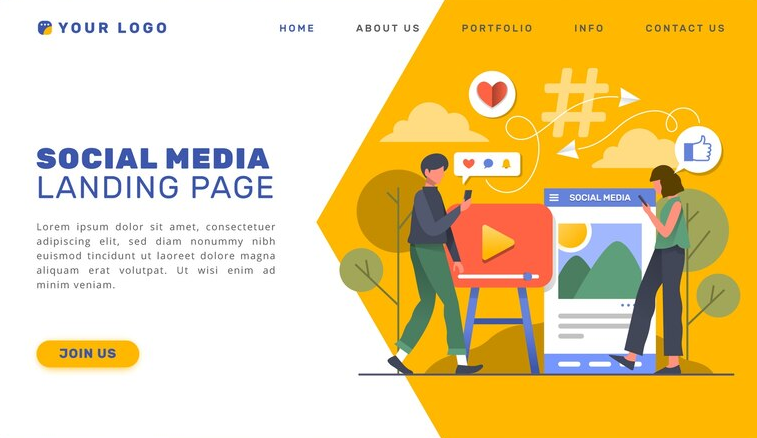 YOUR LOGO
HOME
ABOUT US
PORTFOLIO
INFO
CONTACT US
SOCIAL MEDIA
LANDING PAGE
Lorem ipsum dolor sit amet, consectetuer
adipiscing elit, sed diam nonummy nibh
euismod tincidunt ut laoreet dolore magna
aliquam erat volutpat. Ut wisi enim ad
minim veniam.
JOIN US
#
SOCIAL MEDIA